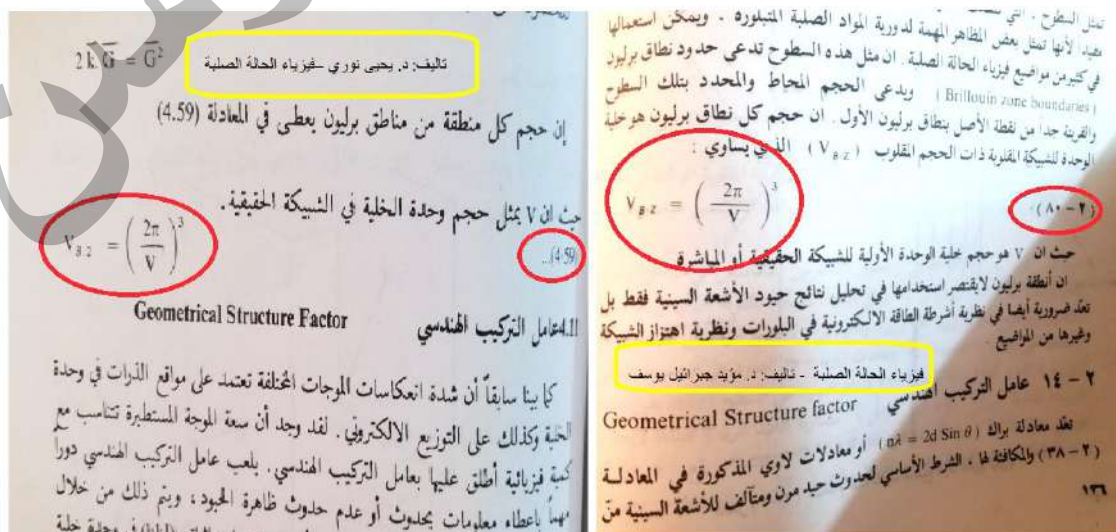 2k.G = G²
تاليف: د. يحيى نوري -فيزياء الحالة الصلبة
إن حجم كل منطقة من مناطق برليون يعطى في المعادلة (4.59)
حيث ان V يمثل حجم وحدة الخلية في الشبيكة الحقيقية.
V B.Z = (2π / V)³
..(4.59)
4.11عامل التركيب الهندسي Geometrical Structure Factor
كما بينا سابقاً أن شدة انعكاسات الموجات المختلفة تعتمد على مواقع الذرات في وحدة
الخلية وكذلك على التوزيع الالكتروني. لقد وجد أن سعة الموجة المستطيرة تتناسب مع
كمية فيزيائية أطلق عليها بعامل التركيب الهندسي. يلعب عامل التركيب الهندسي دوراً
مهماً باعطاء معلومات بحدوث أو عدم حدوث ظاهرة الحيود، ويتم ذلك من خلال
في وحدة خلية
تمثل السطوح ، التي
مفيدا لأنها تمثل بعض المظاهر المهمة لدورية المواد الصلبة المتبلورة . ويمكن استعمالها
في كثير من مواضيع فيزياء الحالة الصلبة . ان مثل هذه السطوح تدعى حدود نطاق برليون
( Brillouin zone boundaries ) ويدعى الحجم المحاط والمحدد بتلك السطوح
والقريبة جدا من نقطة الأصل بنطاق برليون الأول . ان حجم كل نطاق برليون هو خلية
الوحدة للشبيكة المقلوبة ذات الحجم المقلوب ( V B.Z ) الذي يساوي :
V B.Z = (2π / V)³
( ٢ – ٨٠ )
حيث ان V هو حجم خلية الوحدة الأولية للشبيكة الحقيقية أو المباشرة
ان أنطقة برليون لايقتصر استخدامها في تحليل نتائج حيود الأشعة السينية فقط بل
تعد ضرورية أيضا في نظرية أشرطة الطاقة الالكترونية في البلورات ونظرية اهتزاز الشبيكة
وغيرها من المواضيع
فيزياء الحالة الصلبة - تاليف: د. مؤيد جبرائيل يوسف
٢ – ١٤ عامل التركيب الهندسي Geometrical Structure factor
تعد معادلة براك ( nλ = 2d Sin θ ) أو معادلات لاوي المذكورة في المعادلة
( ٢ – ٣٨ ) والمكافئة لها ، الشرط الأساسي لحدوث حيد مرن ومتآلف للأشعة السينية من
١٣٦